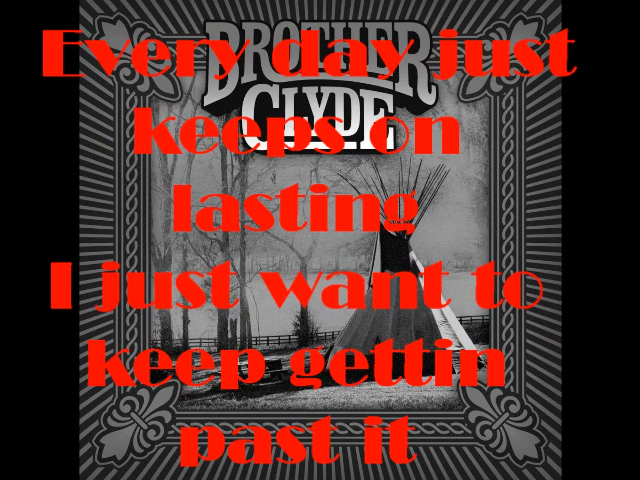 BROTHER
CLYDE
Every day just
keeps on
lasting
I just want to
keep gettin
past it